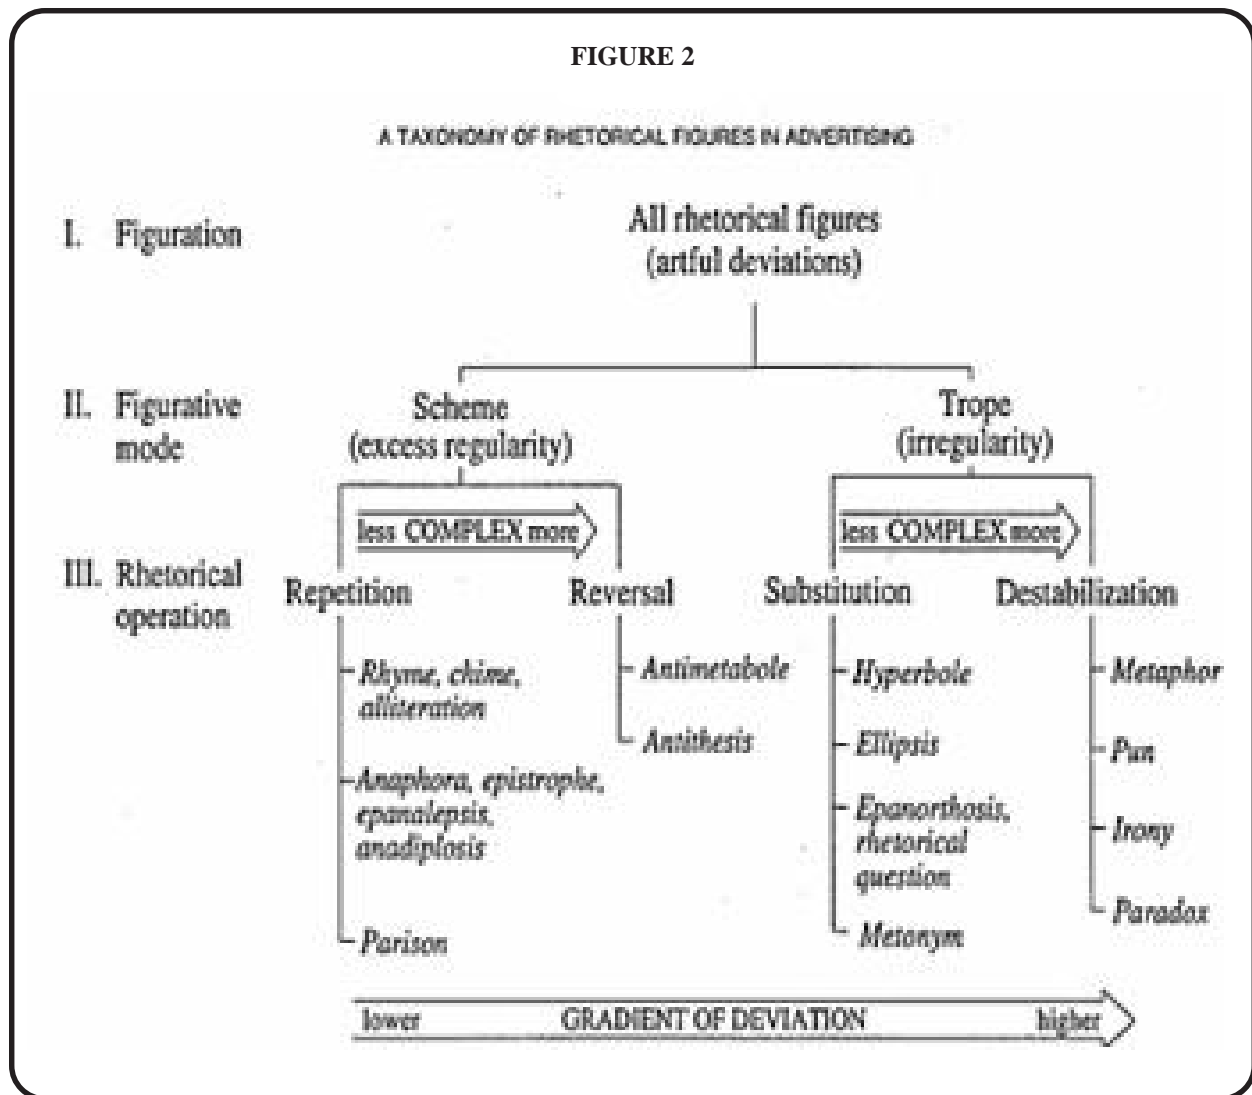 FIGURE 2
A TAXONOMY OF RHETORICAL FIGURES IN ADVERTISING
I. Figuration
All rhetorical figures
(artful deviations)
II. Figurative
mode
Scheme
(excess regularity)
Trope
(irregularity)
less COMPLEX more
less COMPLEX more
III. Rhetorical
operation
Repetition
Reversal
Substitution
Destabilization
Rhyme, chime,
alliteration
Anaphora, epistrophe,
epanalepsis,
anadiplosis
Parison
Antimetabole
Antithesis
Hyperbole
Ellipsis
Epanorthosis,
rhetorical
question
Metonym
Metaphor
Pun
Irony
Paradox
lower GRADIENT OF DEVIATION higher